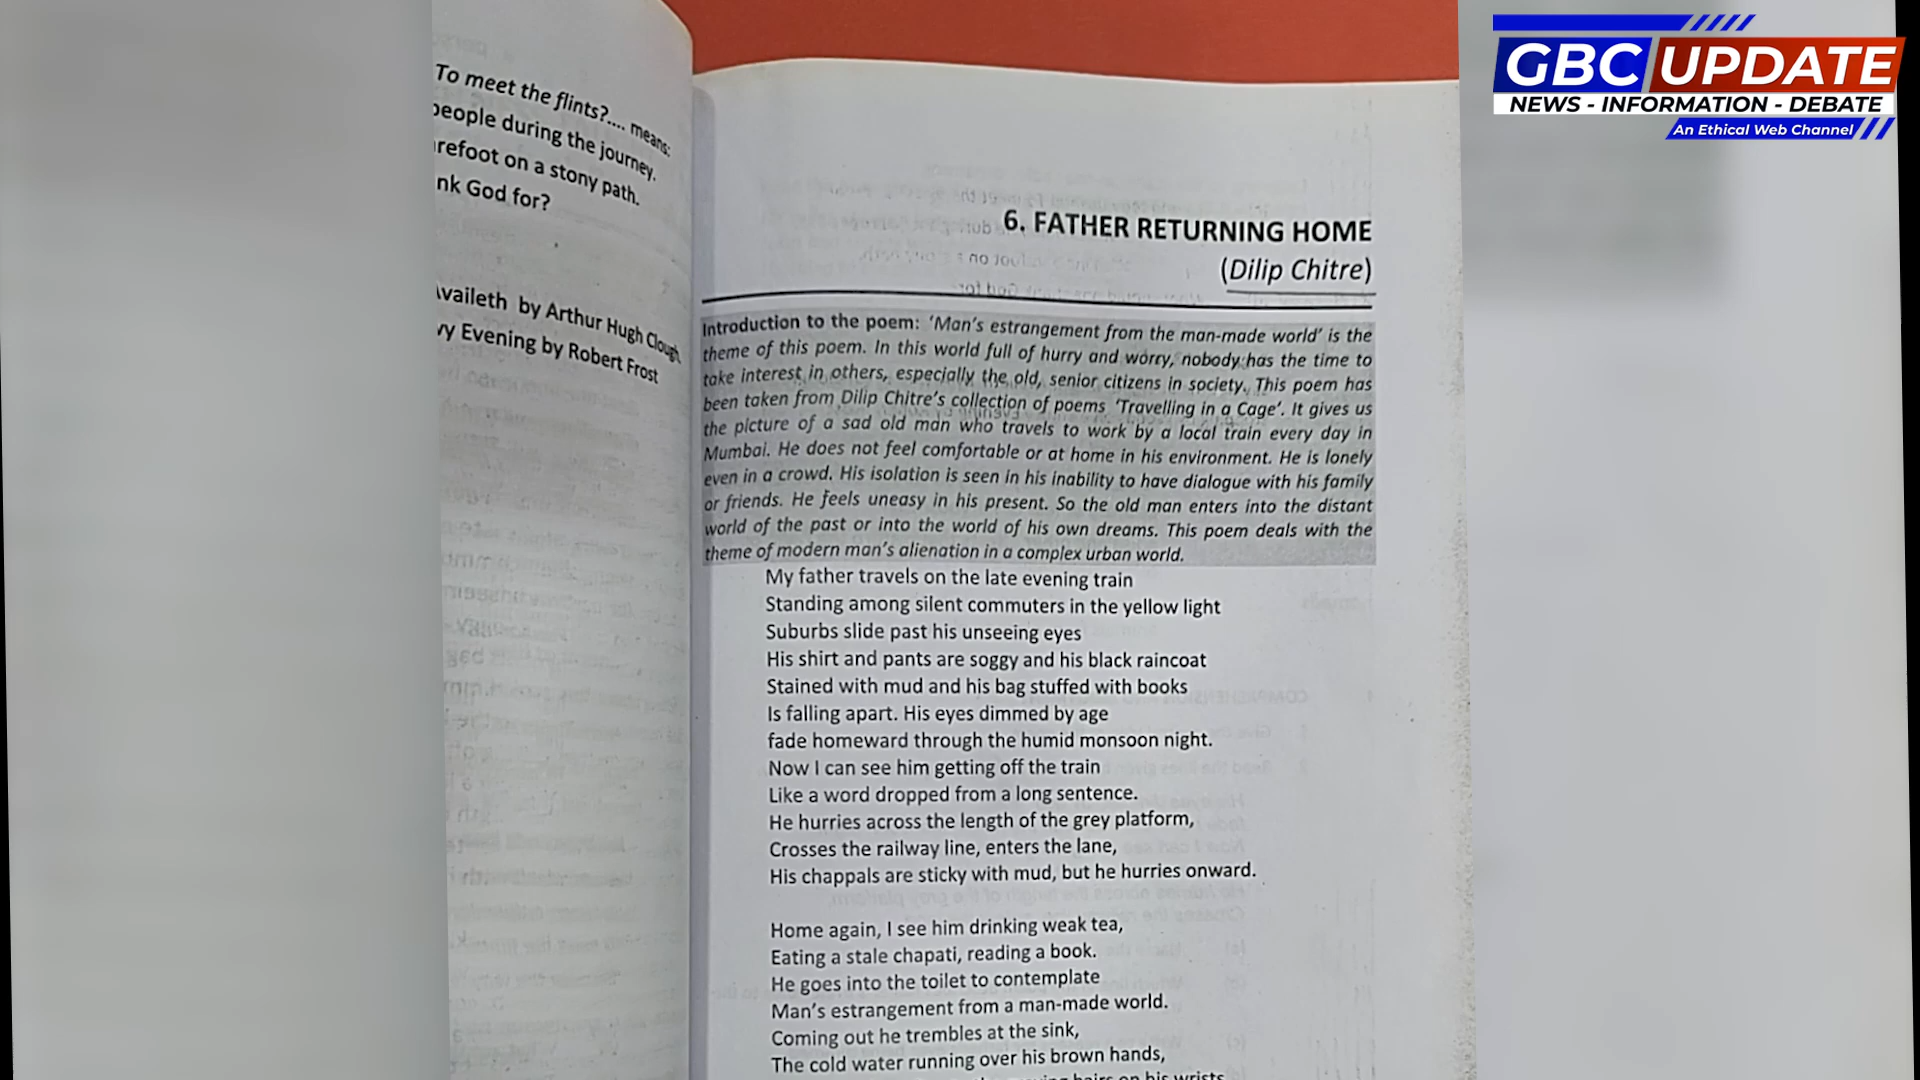 To meet the flints?.... means:
people during the journey.
refoot on a stony path.
nk God for?
Availeth by Arthur Hugh Clough.
y Evening by Robert Frost
6. FATHER RETURNING HOME
(Dilip Chitre)
Introduction to the poem: ‘Man’s estrangement from the man-made world’ is the
theme of this poem. In this world full of hurry and worry, nobody has the time to
take interest in others, especially the old, senior citizens in society. This poem has
been taken from Dilip Chitre’s collection of poems ‘Travelling in a Cage’. It gives us
the picture of a sad old man who travels to work by a local train every day in
Mumbai. He does not feel comfortable or at home in his environment. He is lonely
even in a crowd. His isolation is seen in his inability to have dialogue with his family
or friends. He feels uneasy in his present. So the old man enters into the distant
world of the past or into the world of his own dreams. This poem deals with the
theme of modern man’s alienation in a complex urban world.
My father travels on the late evening train
Standing among silent commuters in the yellow light
Suburbs slide past his unseeing eyes
His shirt and pants are soggy and his black raincoat
Stained with mud and his bag stuffed with books
Is falling apart. His eyes dimmed by age
fade homeward through the humid monsoon night.
Now I can see him getting off the train
Like a word dropped from a long sentence.
He hurries across the length of the grey platform,
Crosses the railway line, enters the lane,
His chappals are sticky with mud, but he hurries onward.
Home again, I see him drinking weak tea,
Eating a stale chapati, reading a book.
He goes into the toilet to contemplate
Man’s estrangement from a man-made world.
Coming out he trembles at the sink,
The cold water running over his brown hands,
hairs on his wrists
GBC UPDATE
NEWS - INFORMATION - DEBATE
An Ethical Web Channel